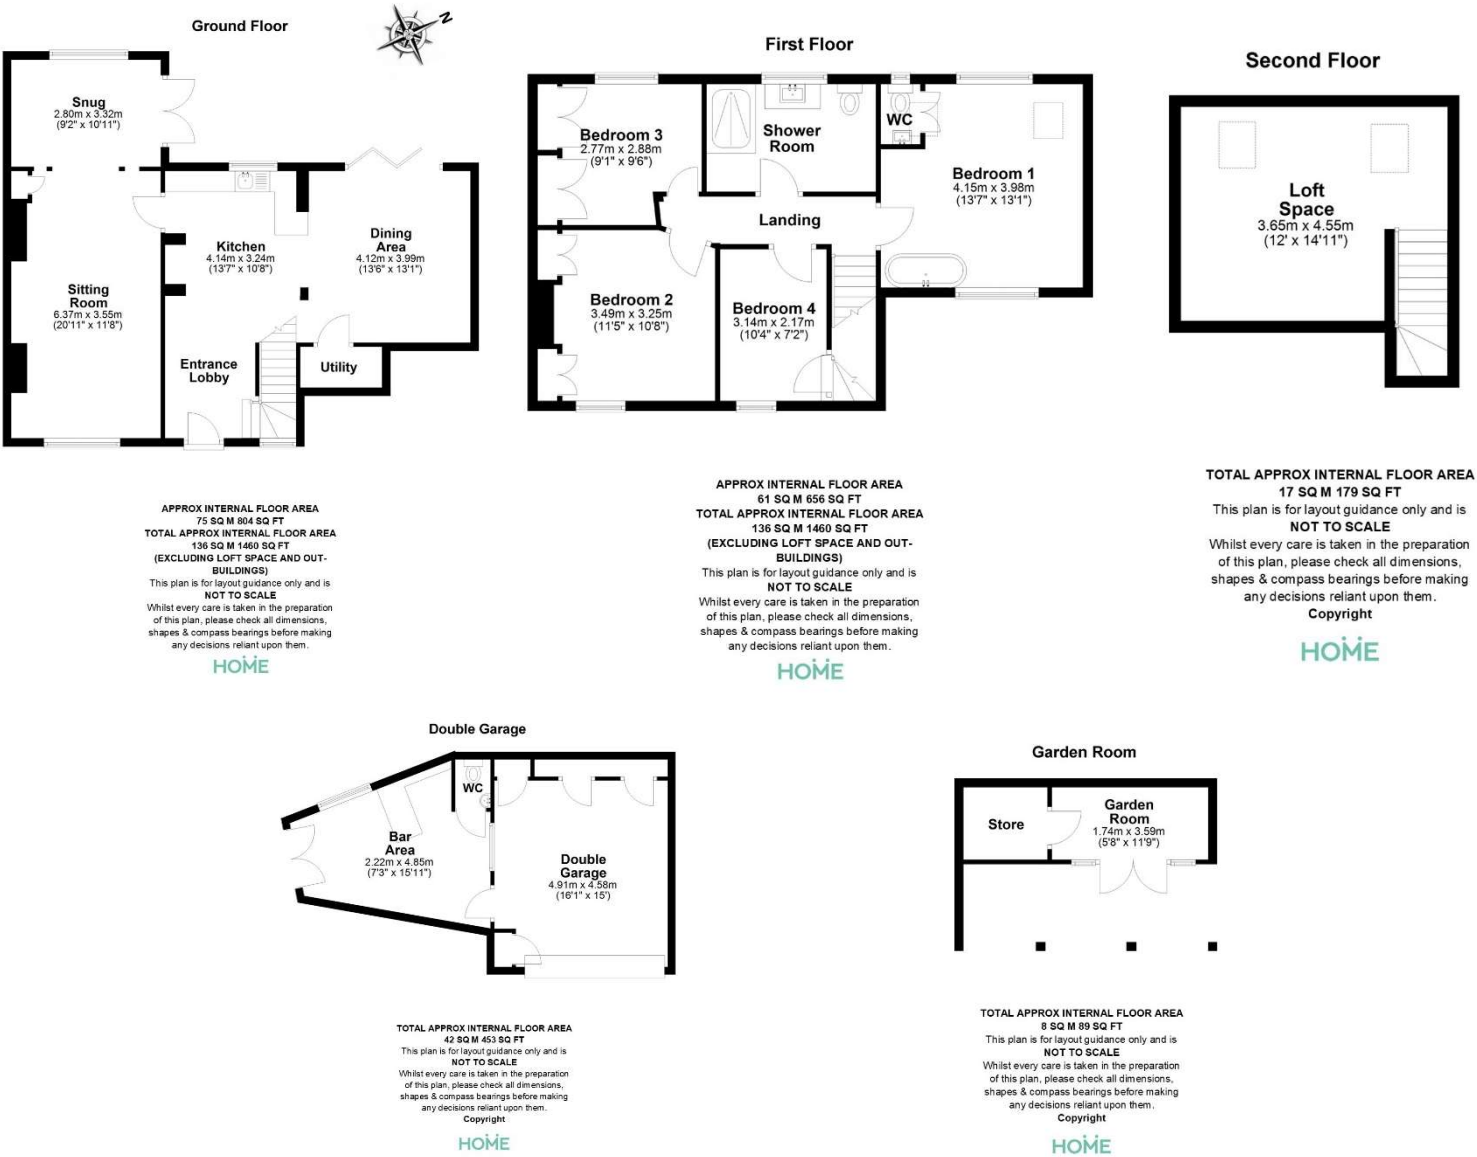 Ground Floor
N
Snug
2.80m x 3.32m
(9'2" x 10'11")
Kitchen
4.14m x 3.24m
(13'7" x 10'8")
Dining
Area
4.12m x 3.99m
(13'6" x 13'1")
Sitting
Room
6.37m x 3.55m
(20'11" x 11'8")
Entrance
Lobby
Utility
APPROX INTERNAL FLOOR AREA
75 SQ M 804 SQ FT
TOTAL APPROX INTERNAL FLOOR AREA
136 SQ M 1460 SQ FT
(EXCLUDING LOFT SPACE AND OUT-
BUILDINGS)
This plan is for layout guidance only and is
NOT TO SCALE
Whilst every care is taken in the preparation
of this plan, please check all dimensions,
shapes & compass bearings before making
any decisions reliant upon them.
HOME
First Floor
Bedroom 3
2.77m x 2.88m
(9'1" x 9'6")
Shower
Room
WC
Bedroom 1
4.15m x 3.98m
(13'7" x 13'1")
Landing
Bedroom 2
3.49m x 3.25m
(11'5" x 10'8")
Bedroom 4
3.14m x 2.17m
(10'4" x 7'2")
APPROX INTERNAL FLOOR AREA
61 SQ M 656 SQ FT
TOTAL APPROX INTERNAL FLOOR AREA
136 SQ M 1460 SQ FT
(EXCLUDING LOFT SPACE AND OUT-
BUILDINGS)
This plan is for layout guidance only and is
NOT TO SCALE
Whilst every care is taken in the preparation
of this plan, please check all dimensions,
shapes & compass bearings before making
any decisions reliant upon them.
HOME
Second Floor
Loft
Space
3.65m x 4.55m
(12' x 14'11")
TOTAL APPROX INTERNAL FLOOR AREA
17 SQ M 179 SQ FT
This plan is for layout guidance only and is
NOT TO SCALE
Whilst every care is taken in the preparation
of this plan, please check all dimensions,
shapes & compass bearings before making
any decisions reliant upon them.
Copyright
HOME
Double Garage
WC
Bar
Area
2.22m x 4.85m
(7'3" x 15'11")
Double
Garage
4.91m x 4.58m
(16'1" x 15')
TOTAL APPROX INTERNAL FLOOR AREA
42 SQ M 453 SQ FT
This plan is for layout guidance only and is
NOT TO SCALE
Whilst every care is taken in the preparation
of this plan, please check all dimensions,
shapes & compass bearings before making
any decisions reliant upon them.
Copyright
HOME
Garden Room
Store
Garden
Room
1.74m x 3.59m
(5'8" x 11'9")
TOTAL APPROX INTERNAL FLOOR AREA
8 SQ M 89 SQ FT
This plan is for layout guidance only and is
NOT TO SCALE
Whilst every care is taken in the preparation
of this plan, please check all dimensions,
shapes & compass bearings before making
any decisions reliant upon them.
Copyright
HOME